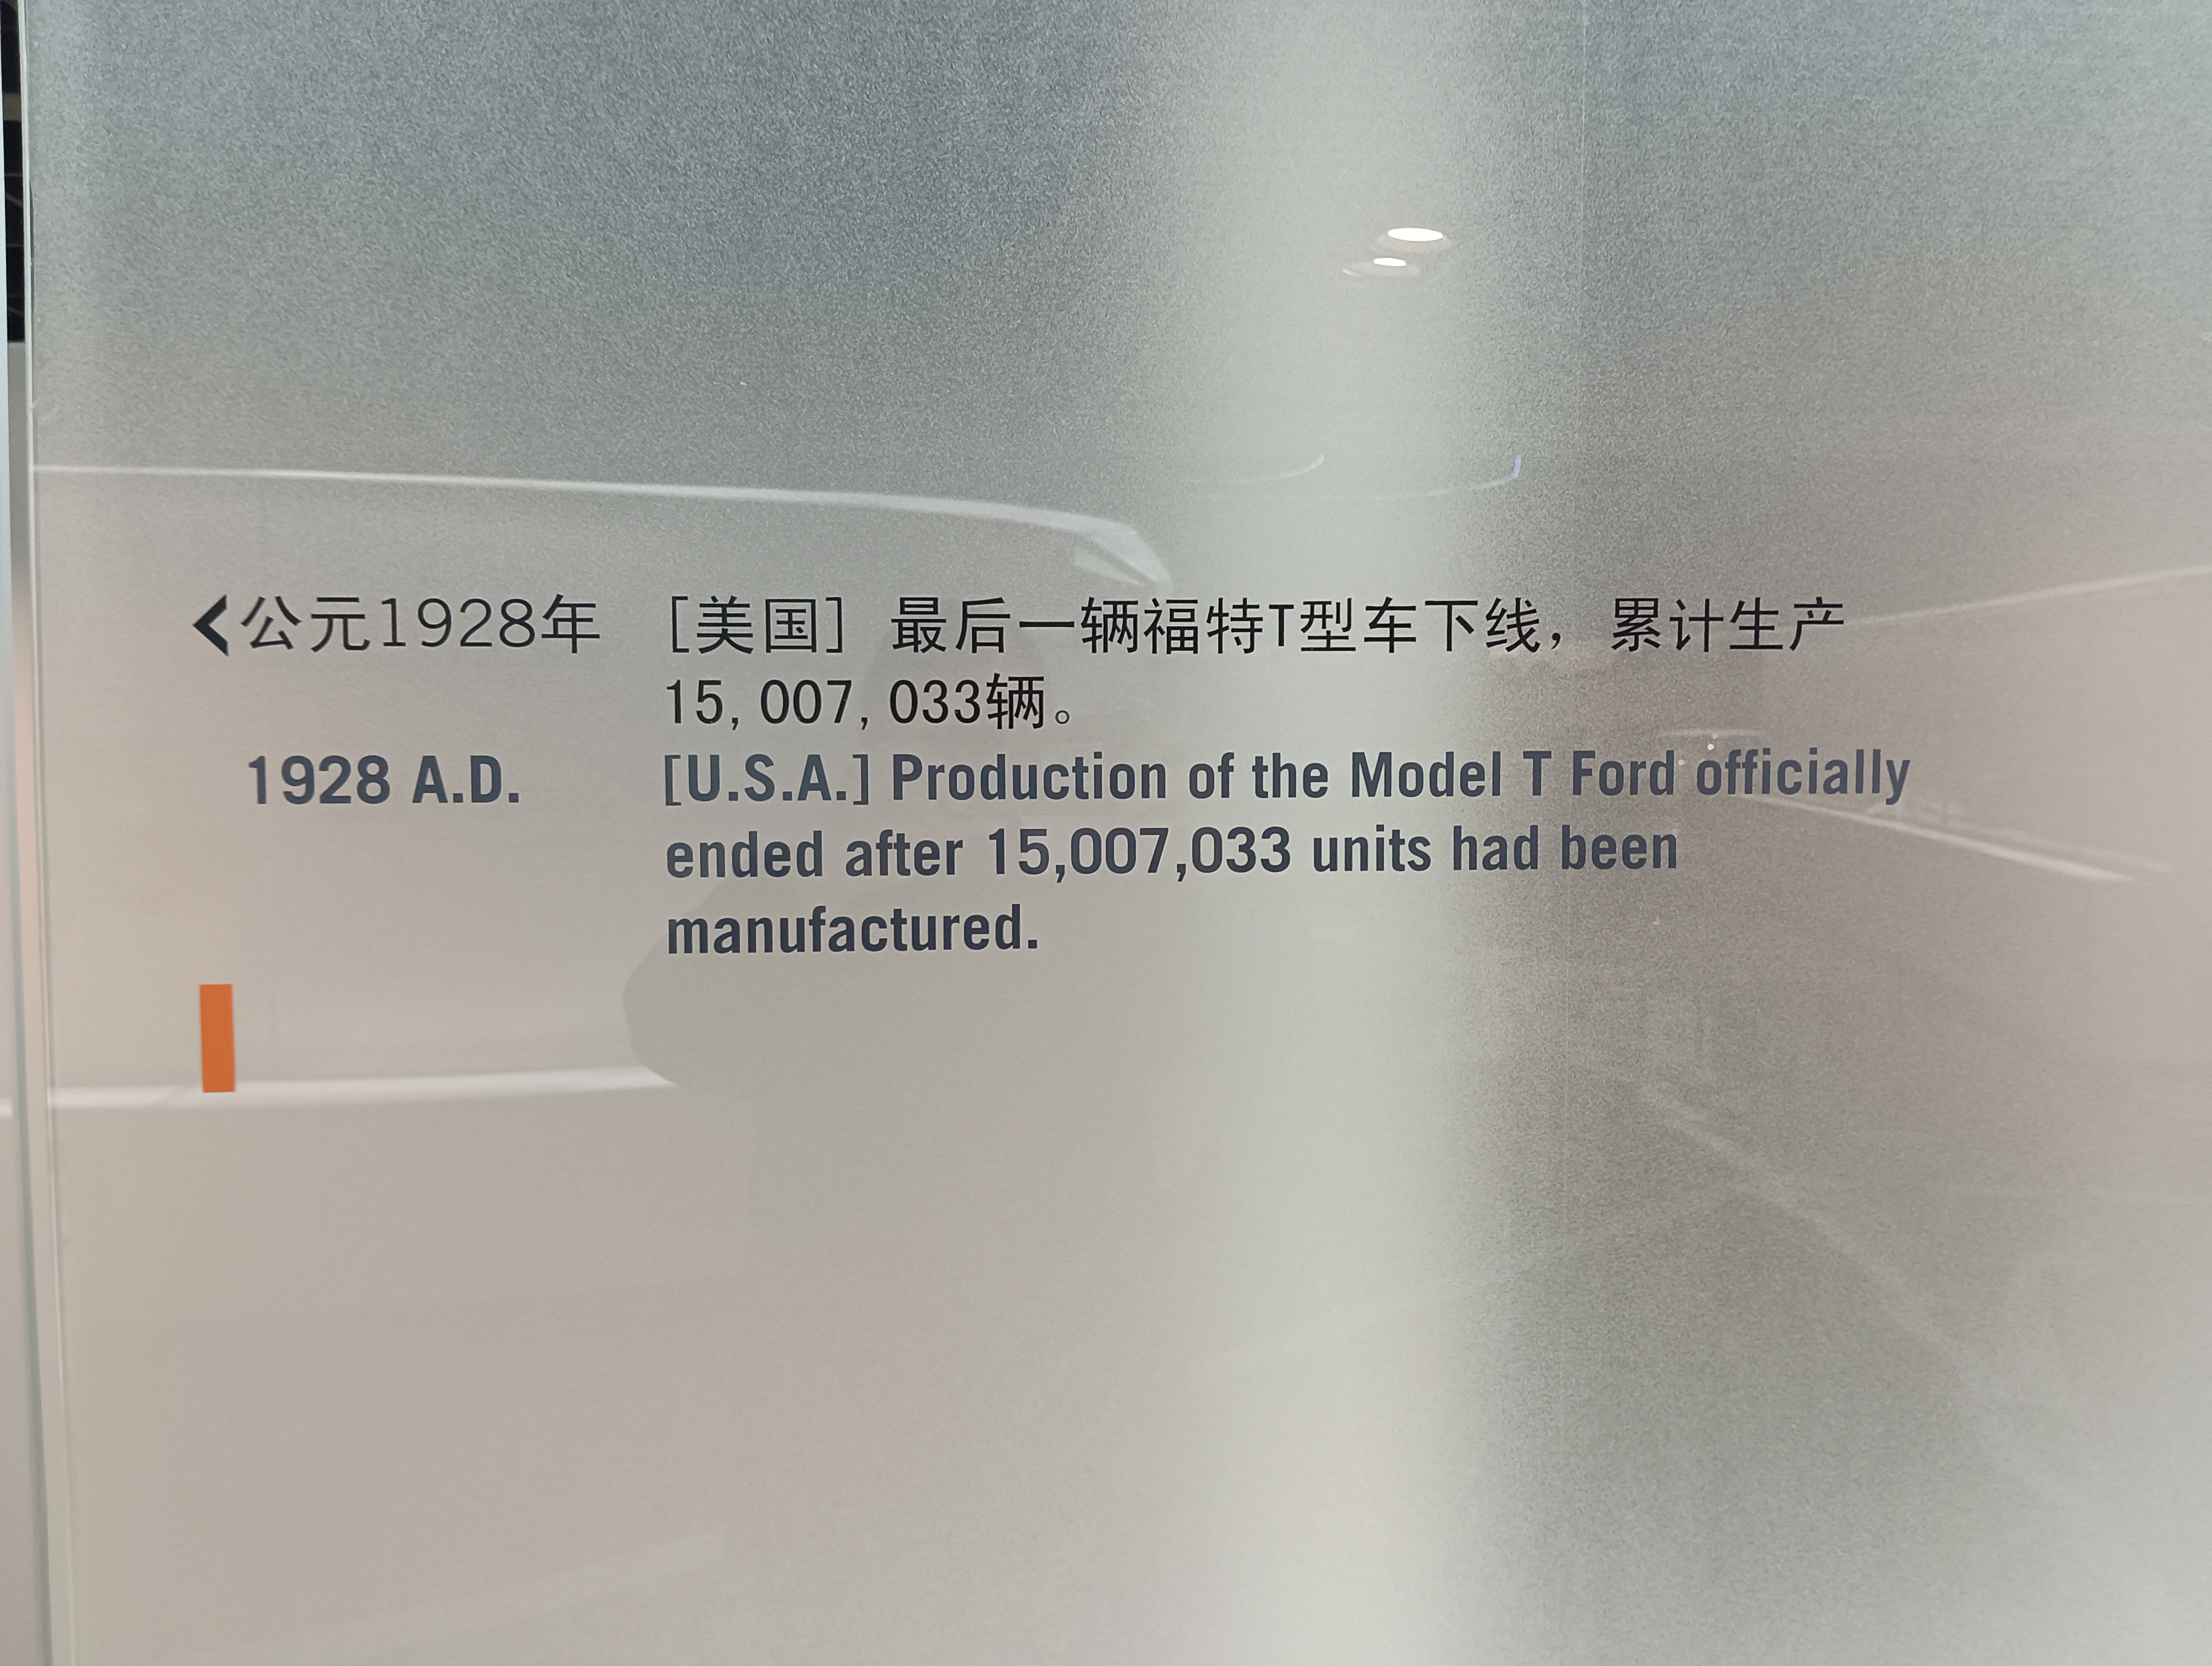 公元1928年 [美国] 最后一辆福特T型车下线，累计生产
15,007,033辆。
1928 A.D. [U.S.A.] Production of the Model T Ford officially
ended after 15,007,033 units had been
manufactured.